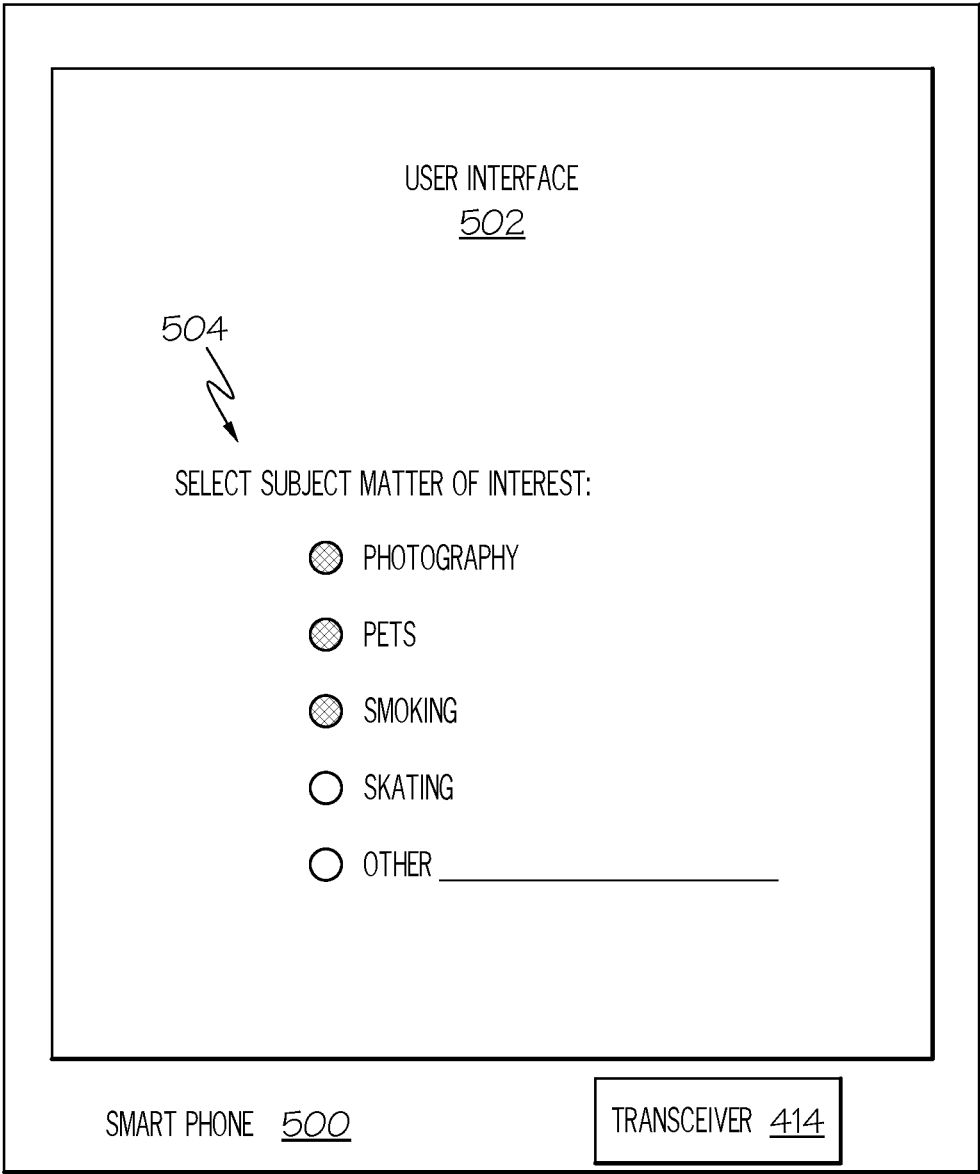 USER INTERFACE
502
504
SELECT SUBJECT MATTER OF INTEREST:
PHOTOGRAPHY
PETS
SMOKING
SKATING
OTHER
SMART PHONE 500
TRANSCEIVER 414